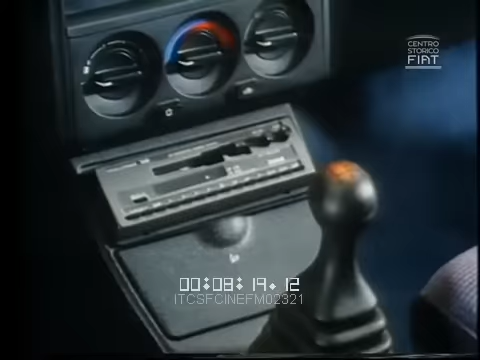 CENTRO
STORICO
FIAT
00:08:19.12
ITCSFCINEFM02321